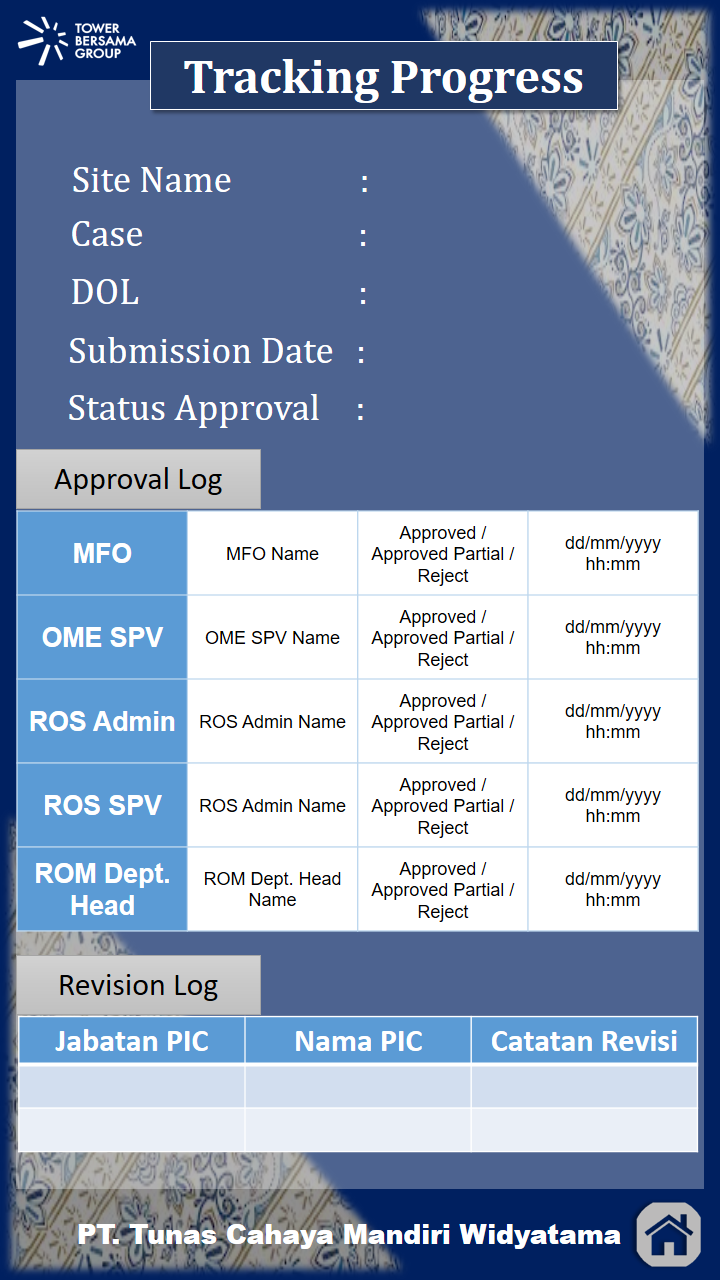 TOWER
BERSAMA
GROUP
Tracking Progress
Site Name :
Case :
DOL :
Submission Date :
Status Approval :
Approval Log
MFO
MFO Name
Approved /
Approved Partial /
Reject
dd/mm/yyyy
hh:mm
OME SPV
OME SPV Name
Approved /
Approved Partial /
Reject
dd/mm/yyyy
hh:mm
ROS Admin
ROS Admin Name
Approved /
Approved Partial /
Reject
dd/mm/yyyy
hh:mm
ROS SPV
ROS Admin Name
Approved /
Approved Partial /
Reject
dd/mm/yyyy
hh:mm
ROM Dept.
Head
ROM Dept. Head
Name
Approved /
Approved Partial /
Reject
dd/mm/yyyy
hh:mm
Revision Log
Jabatan PIC
Nama PIC
Catatan Revisi
PT. Tunas Cahaya Mandiri Widyatama